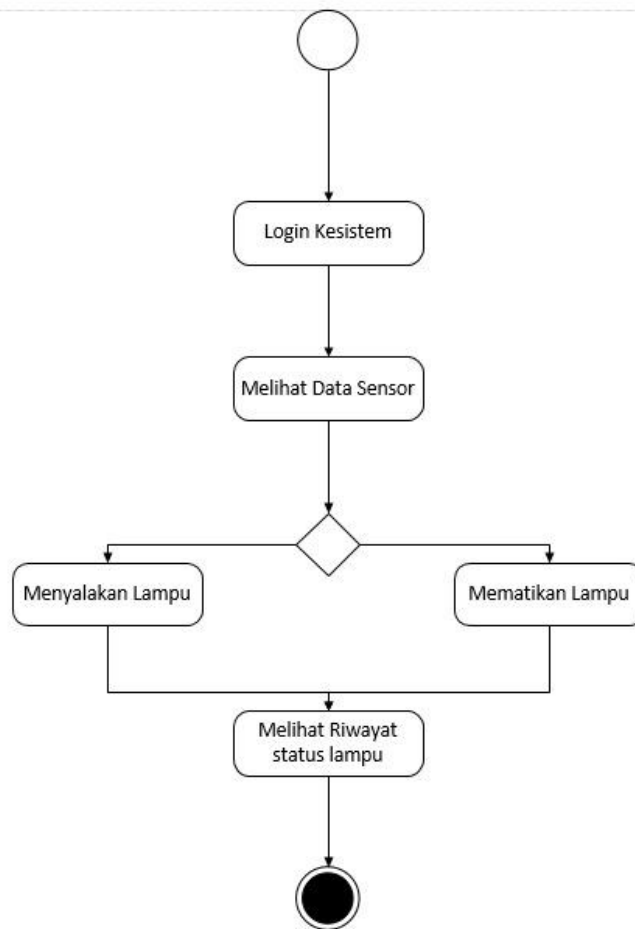 Login Kesistem
Melihat Data Sensor
Menyalakan Lampu
Mematikan Lampu
Melihat Riwayat
status lampu